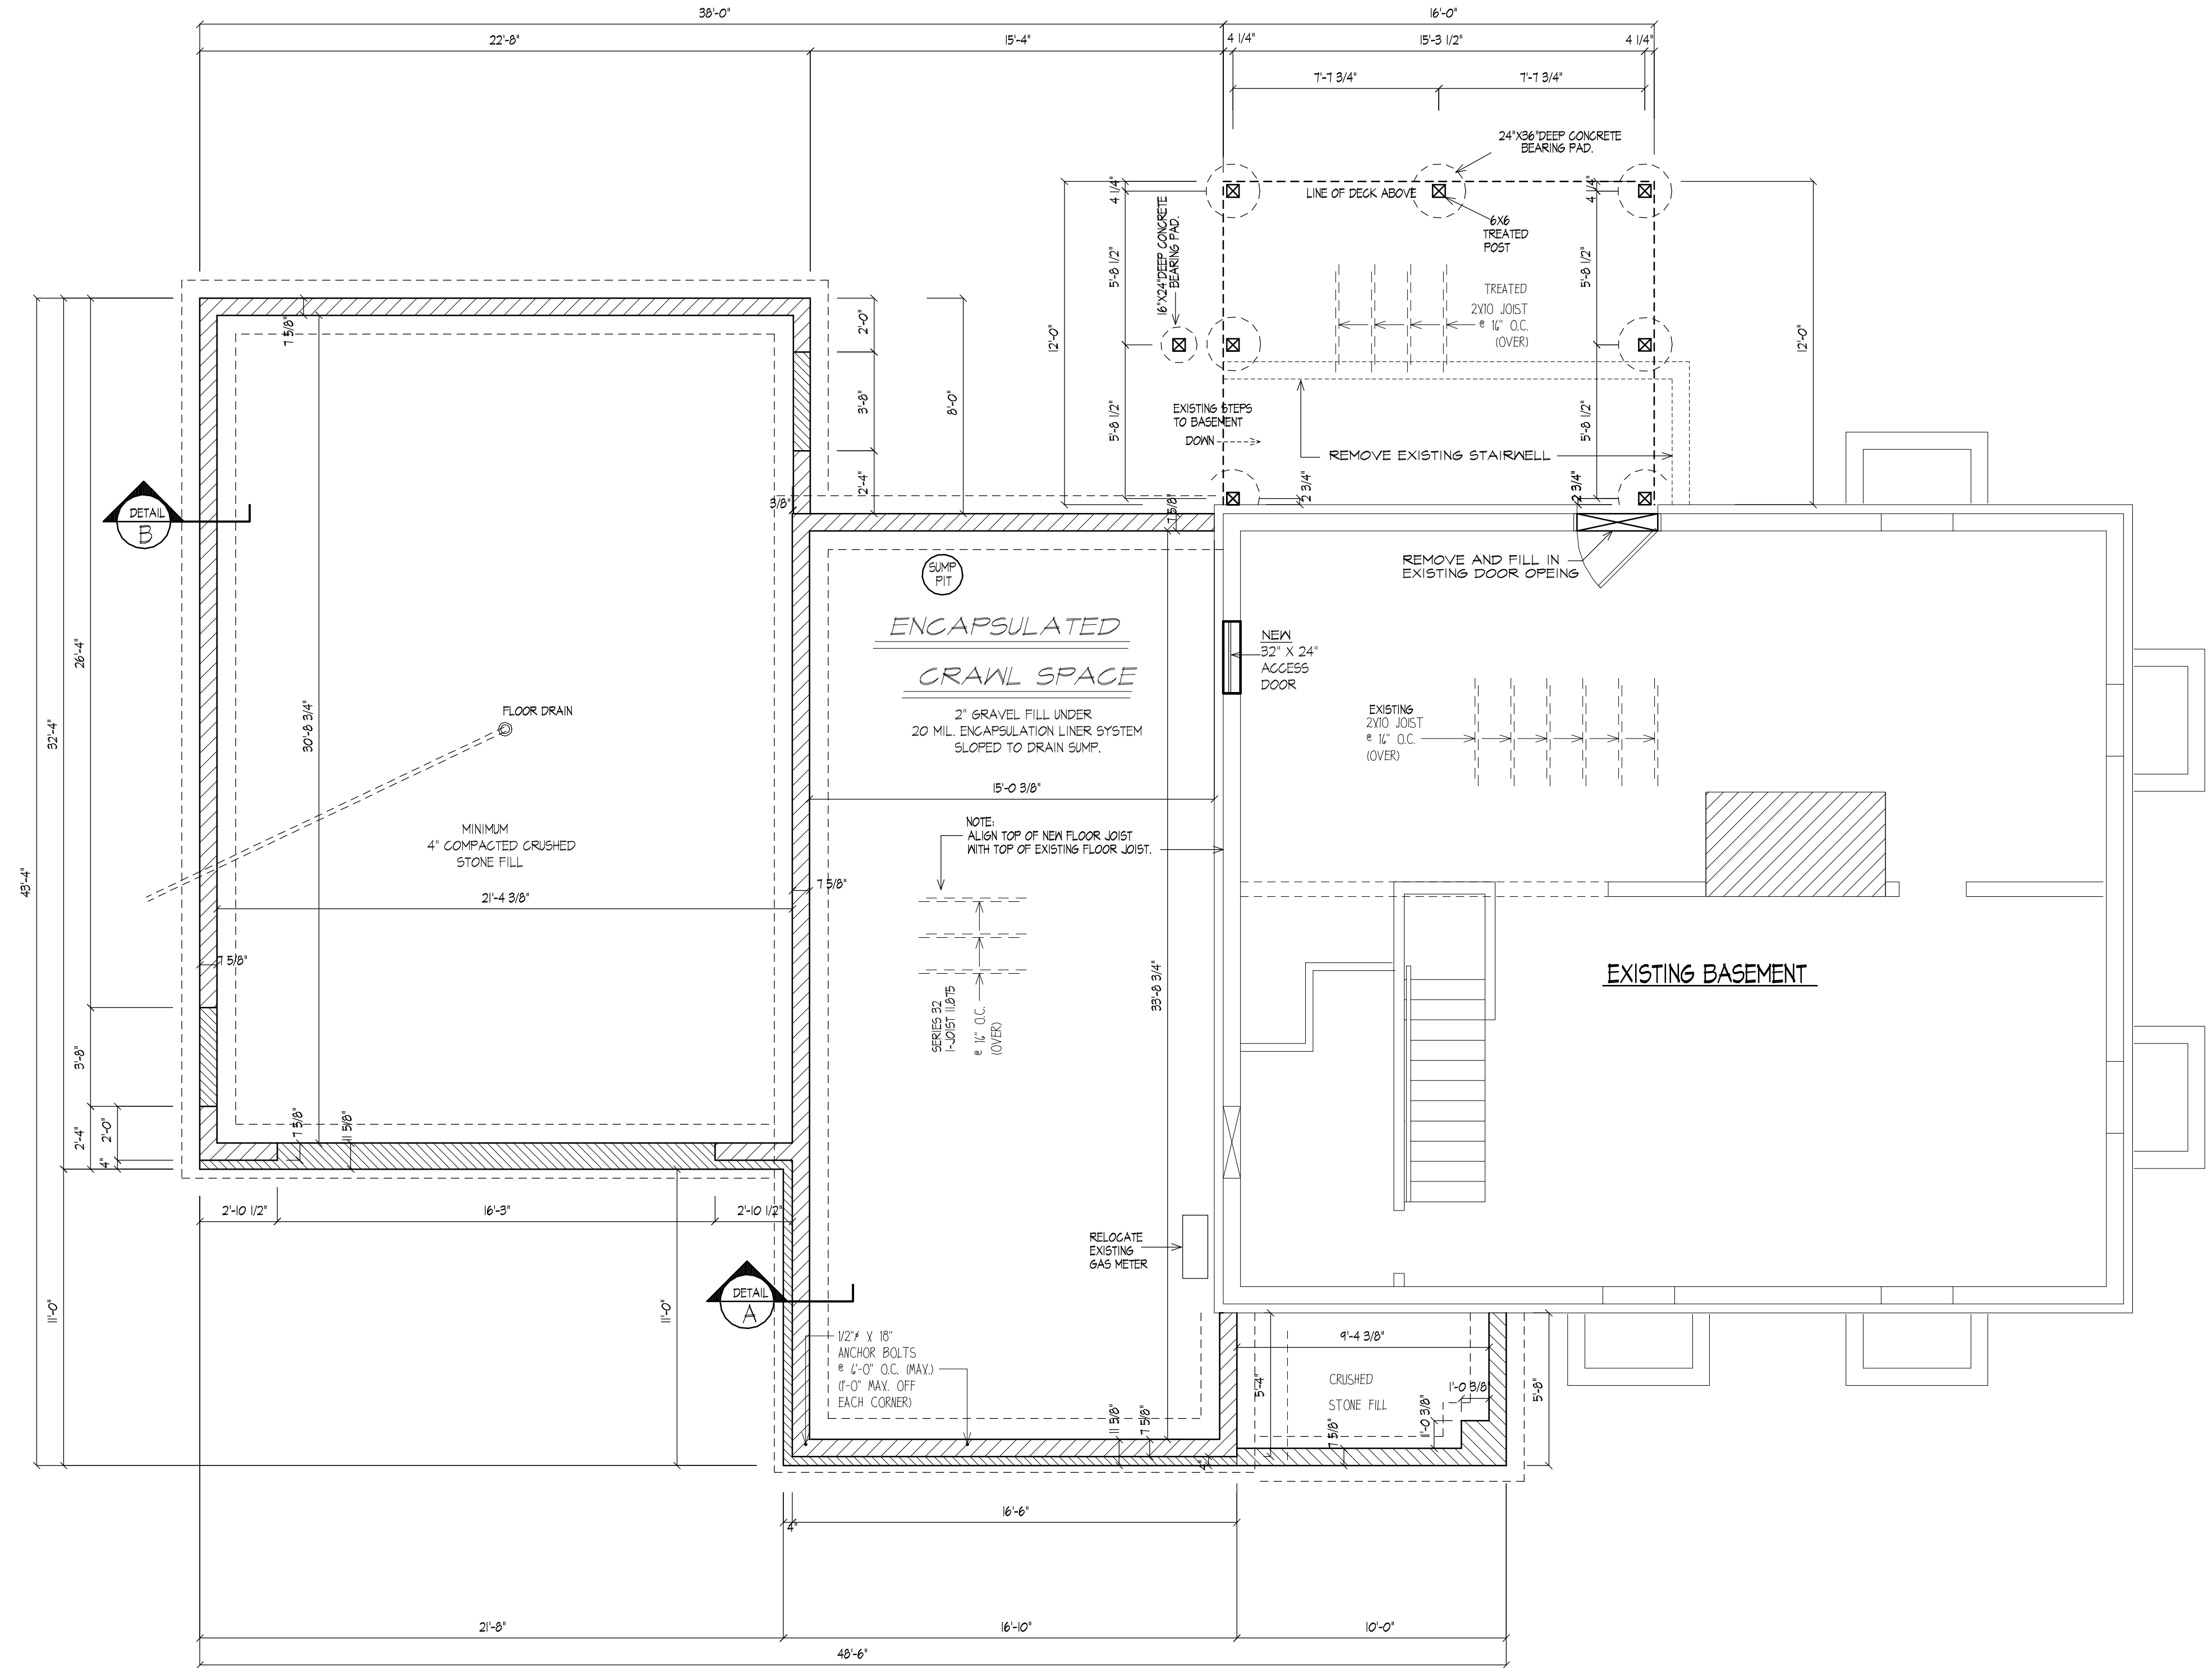 38'-0"
16'-0"
22'-8"
15'-4"
4 1/4"
15'-3 1/2"
4 1/4"
7'-7 3/4"
7'-7 3/4"
24"X36"DEEP CONCRETE
BEARING PAD.
4 1/4"
LINE OF DECK ABOVE
4 1/4"
16"X24"DEEP CONCRETE
BEARING PAD.
6X6
TREATED
POST
5'-8 1/2"
5'-8 1/2"
TREATED
2X10 JOIST
@ 16" O.C.
(OVER)
12'-0"
12'-0"
7 5/8"
2'-0"
3'-8"
8'-0"
2'-4"
5'-8 1/2"
5'-8 1/2"
EXISTING STEPS
TO BASEMENT
DOWN
REMOVE EXISTING STAIRWELL
2 3/4"
2 3/4"
3/8"
7 5/8"
DETAIL
B
SUMP
PIT
REMOVE AND FILL IN
EXISTING DOOR OPEING
ENCAPSULATED
CRAWL SPACE
2" GRAVEL FILL UNDER
20 MIL. ENCAPSULATION LINER SYSTEM
SLOPED TO DRAIN SUMP.
NEW
32" X 24"
ACCESS
DOOR
26'-4"
32'-4"
43'-4"
30'-8 3/4"
FLOOR DRAIN
EXISTING
2X10 JOIST
@ 16" O.C.
(OVER)
15'-0 3/8"
MINIMUM
4" COMPACTED CRUSHED
STONE FILL
NOTE:
ALIGN TOP OF NEW FLOOR JOIST
WITH TOP OF EXISTING FLOOR JOIST.
21'-4 3/8"
7 5/8"
7 5/8"
33'-8 3/4"
EXISTING BASEMENT
SERIES 32
I-JOIST 11.875
@ 16" O.C.
(OVER)
3'-8"
2'-4"
2'-0"
4"
7 5/8"
11 5/8"
2'-10 1/2"
16'-3"
2'-10 1/2"
RELOCATE
EXISTING
GAS METER
11'-0"
11'-0"
DETAIL
A
1/2"∮ X 18"
ANCHOR BOLTS
@ 6'-0" O.C. (MAX.)
(1'-0" MAX. OFF
EACH CORNER)
9'-4 3/8"
5'-4"
CRUSHED
STONE FILL
1'-0 3/8"
1'-0 3/8"
5'-8"
11 5/8"
7 5/8"
7 5/8"
4"
4"
16'-6"
21'-8"
16'-10"
10'-0"
48'-6"